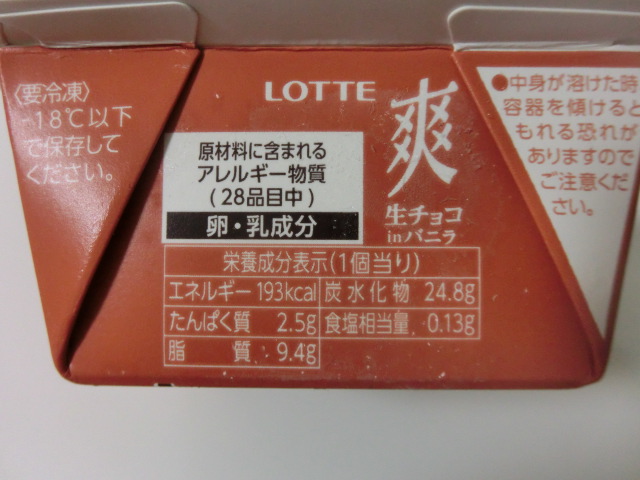 〈要冷凍〉
-18℃以下
で保存して
ください。
LOTTE
爽
生チョコ
inバニラ
原材料に含まれる
アレルギー物質
(28品目中)
卵・乳成分
栄養成分表示(1個当り)
エネルギー 193kcal 炭水化物 24.8g
たんぱく質 2.5g 食塩相当量 0.13g
脂質 9.4g
●中身が溶けた時
容器を傾けると
もれる恐れが
ありますので
ご注意くだ
さい。